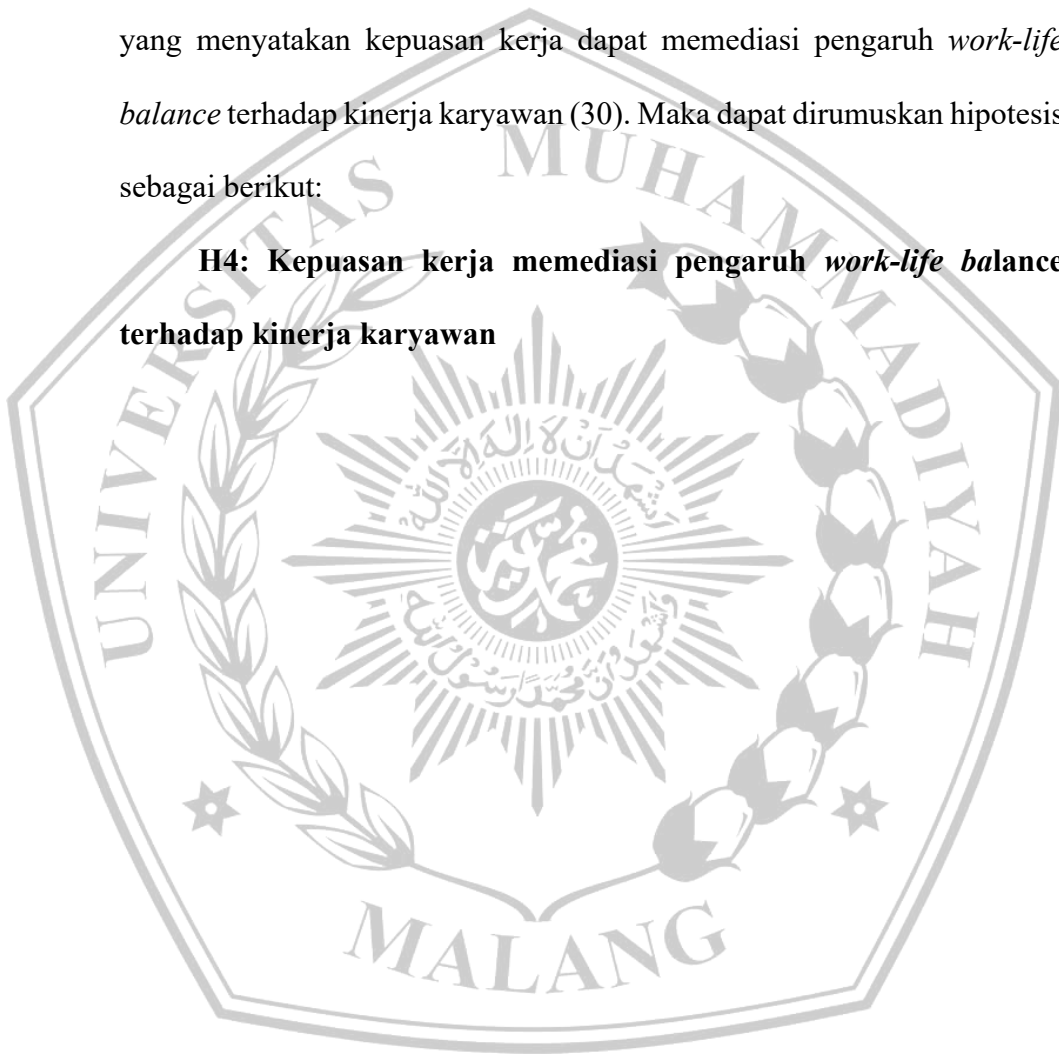 yang menyatakan kepuasan kerja dapat memediasi pengaruh work-life
balance terhadap kinerja karyawan (30). Maka dapat dirumuskan hipotesis
sebagai berikut:
H4: Kepuasan kerja memediasi pengaruh work-life balance
terhadap kinerja karyawan
UNIVERSITAS MUHAMMADIYAH
MALANG